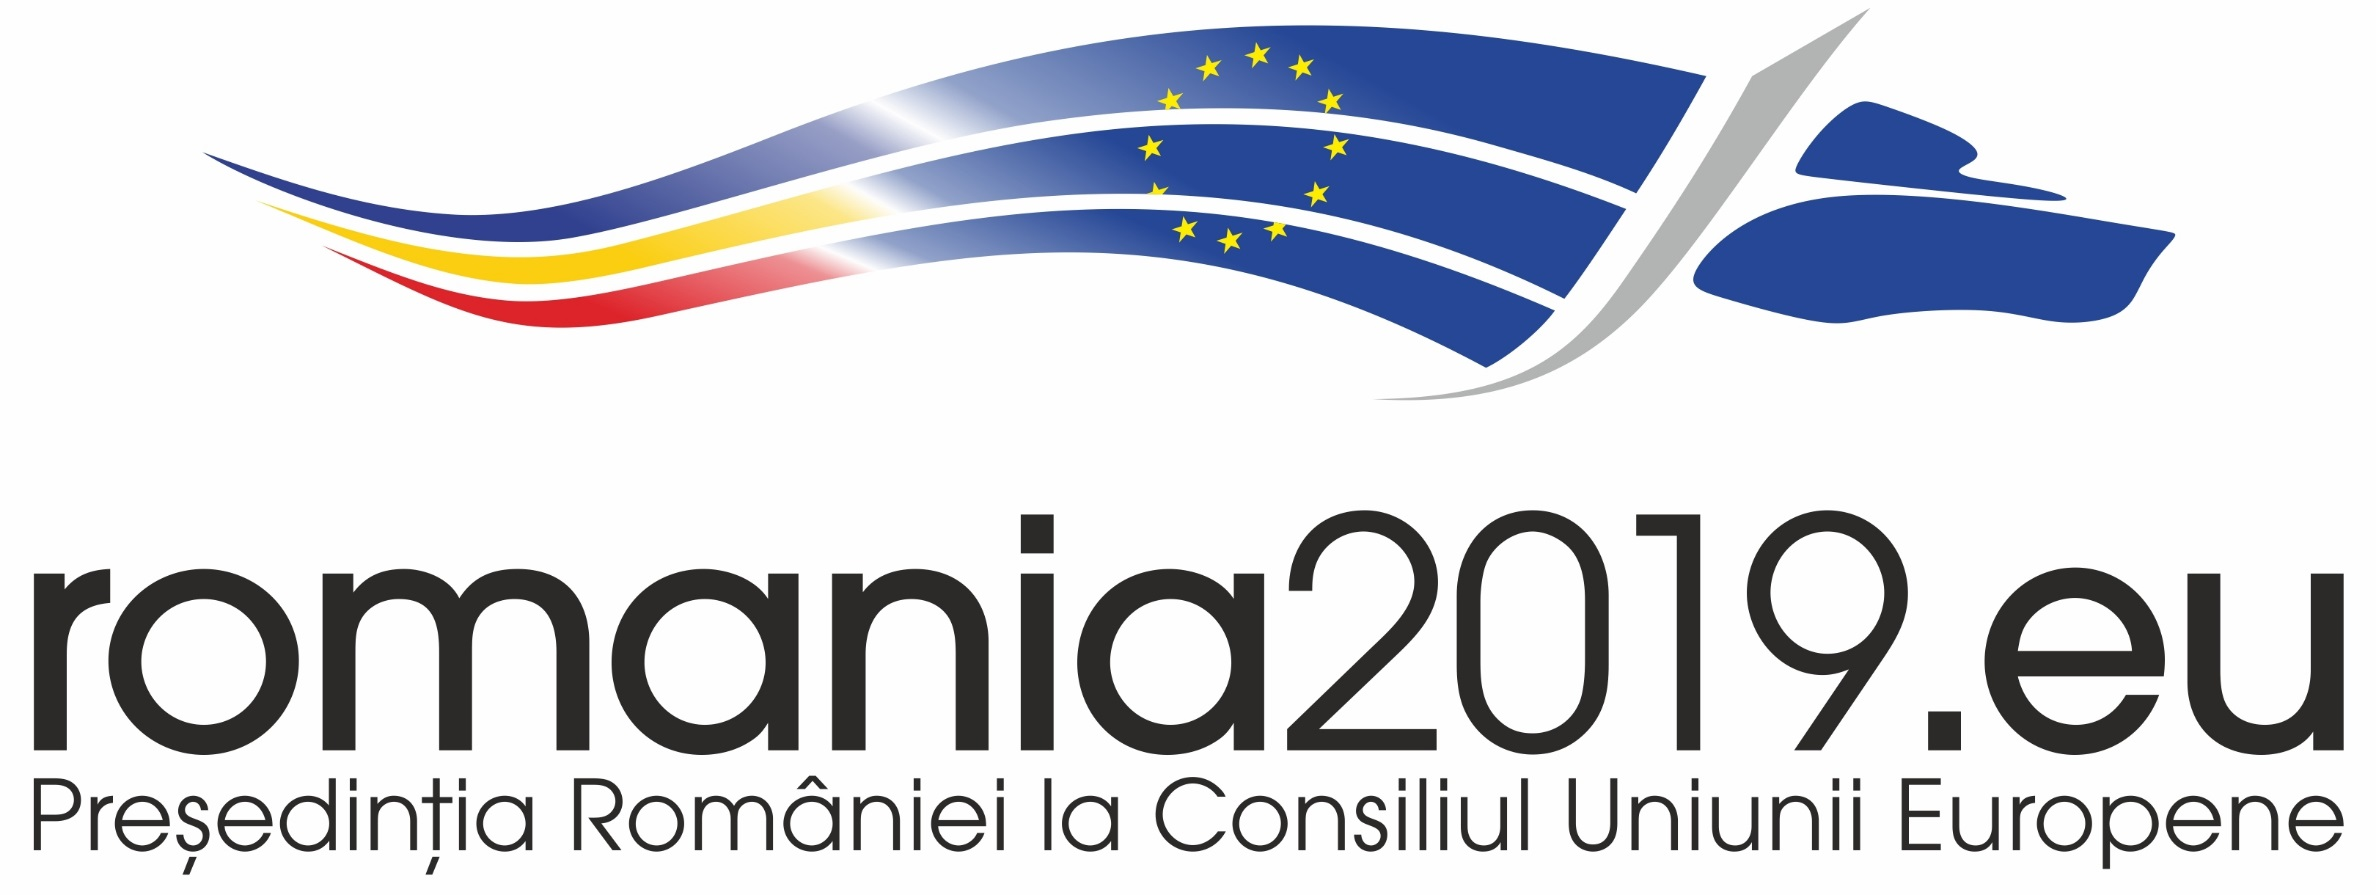 romania2019.eu
Președinția României la Consiliul Uniunii Europene